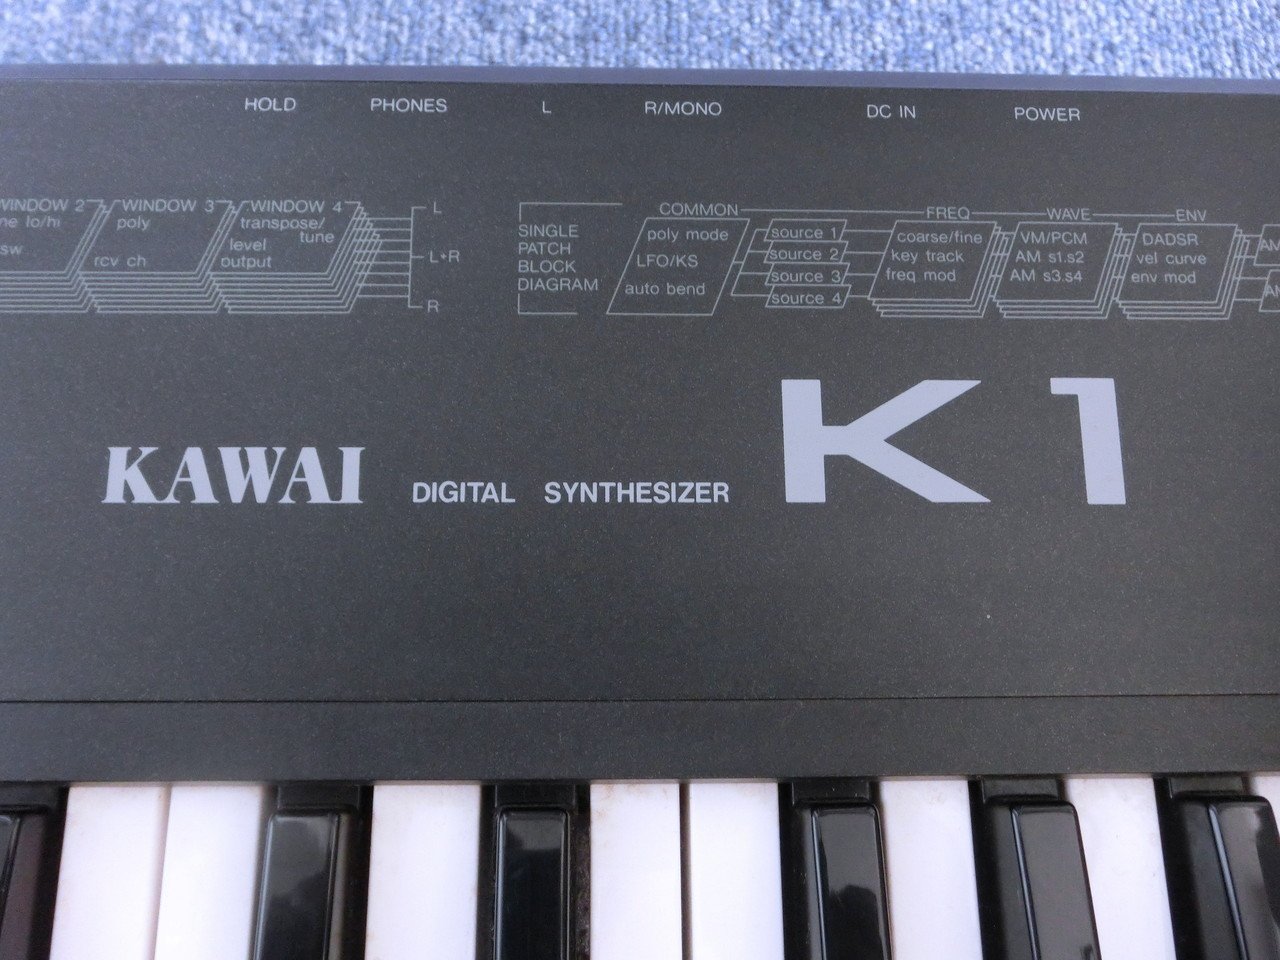 HOLD PHONES L R/MONO DC IN POWER
WINDOW 2 WINDOW 3 WINDOW 4 L
lo/hi poly transpose/
tune
sw level
rcv ch output
L+R
R
SINGLE
PATCH
BLOCK
DIAGRAM
COMMON FREQ WAVE ENV
poly mode source 1 coarse/fine VM/PCM DADSR
LFO/KS source 2 key track AM s1.s2 vel curve
source 3 freq mod AM s3.s4 env mod
auto bend source 4
KAWAI DIGITAL SYNTHESIZER K1